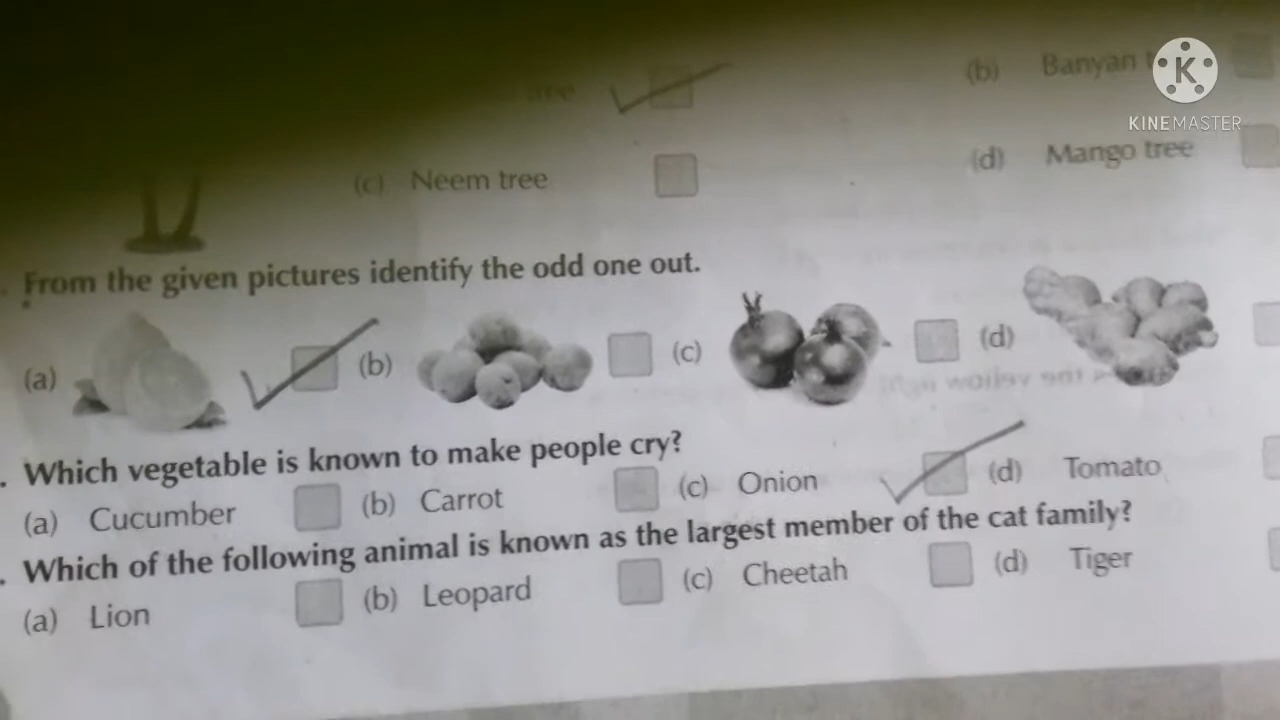 tree
(b) Banyan
K
KINEMASTER
(c) Neem tree
(d) Mango tree
From the given pictures identify the odd one out.
(a) (b) (c) (d)
. Which vegetable is known to make people cry?
(a) Cucumber (b) Carrot (c) Onion (d) Tomato
. Which of the following animal is known as the largest member of the cat family?
(a) Lion (b) Leopard (c) Cheetah (d) Tiger